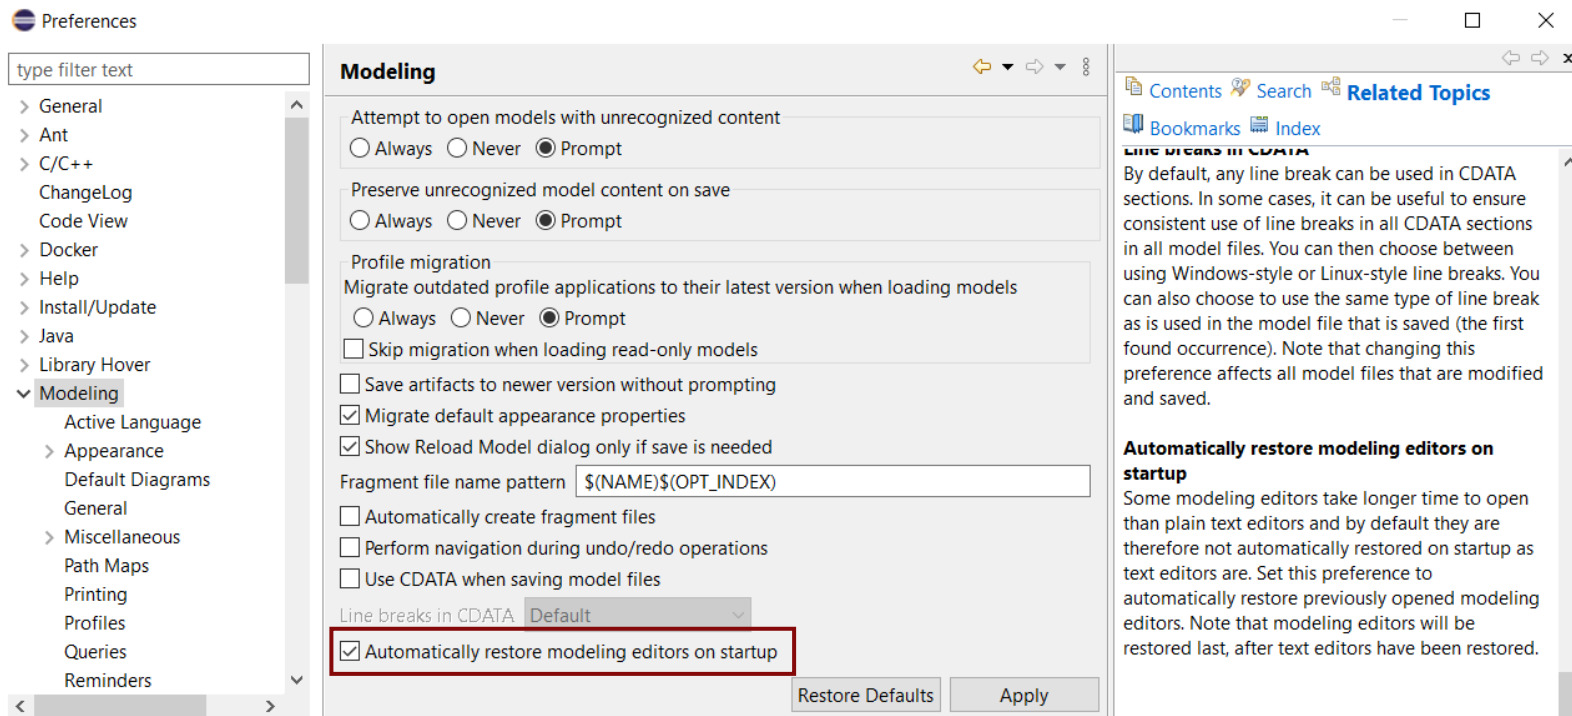 Preferences
type filter text
General
Ant
C/C++
ChangeLog
Code View
Docker
Help
Install/Update
Java
Library Hover
Modeling
Active Language
Appearance
Default Diagrams
General
Miscellaneous
Path Maps
Printing
Profiles
Queries
Reminders
Modeling
Attempt to open models with unrecognized content
Always Never Prompt
Preserve unrecognized model content on save
Always Never Prompt
Profile migration
Migrate outdated profile applications to their latest version when loading models
Always Never Prompt
Skip migration when loading read-only models
Save artifacts to newer version without prompting
Migrate default appearance properties
Show Reload Model dialog only if save is needed
Fragment file name pattern $(NAME)$(OPT_INDEX)
Automatically create fragment files
Perform navigation during undo/redo operations
Use CDATA when saving model files
Line breaks in CDATA Default
Automatically restore modeling editors on startup
Restore Defaults Apply
Contents Search Related Topics
Bookmarks Index
Line breaks in CDATA
By default, any line break can be used in CDATA
sections. In some cases, it can be useful to ensure
consistent use of line breaks in all CDATA sections
in all model files. You can then choose between
using Windows-style or Linux-style line breaks. You
can also choose to use the same type of line break
as is used in the model file that is saved (the first
found occurrence). Note that changing this
preference affects all model files that are modified
and saved.
Automatically restore modeling editors on
startup
Some modeling editors take longer time to open
than plain text editors and by default they are
therefore not automatically restored on startup as
text editors are. Set this preference to
automatically restore previously opened modeling
editors. Note that modeling editors will be
restored last, after text editors have been restored.